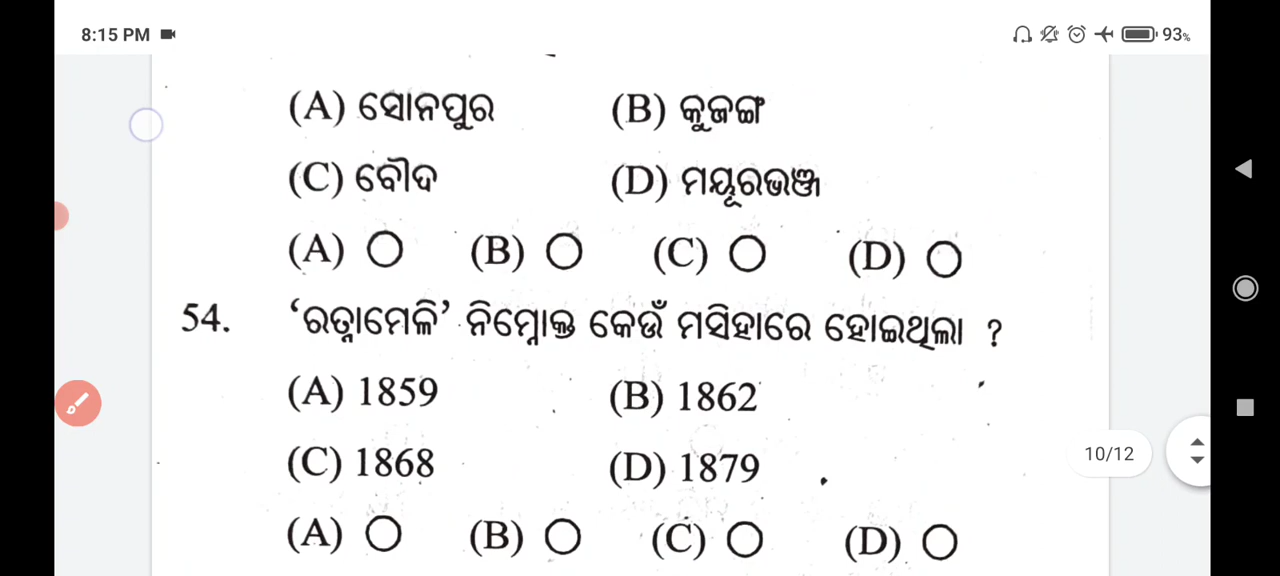 8:15 PM 93%
(A) ସୋନପୁର (B) କୁଜଙ୍ଗ
(C) ବୌଦ (D) ମୟୂରଭଞ୍ଜ
(A) (B) (C) (D)
54. ‘ରତ୍ନାମେଳି’ ନିମ୍ନୋକ୍ତ କେଉଁ ମସିହାରେ ହୋଇଥିଲା ?
(A) 1859 (B) 1862
(C) 1868 (D) 1879
10/12
(A) (B) (C) (D)